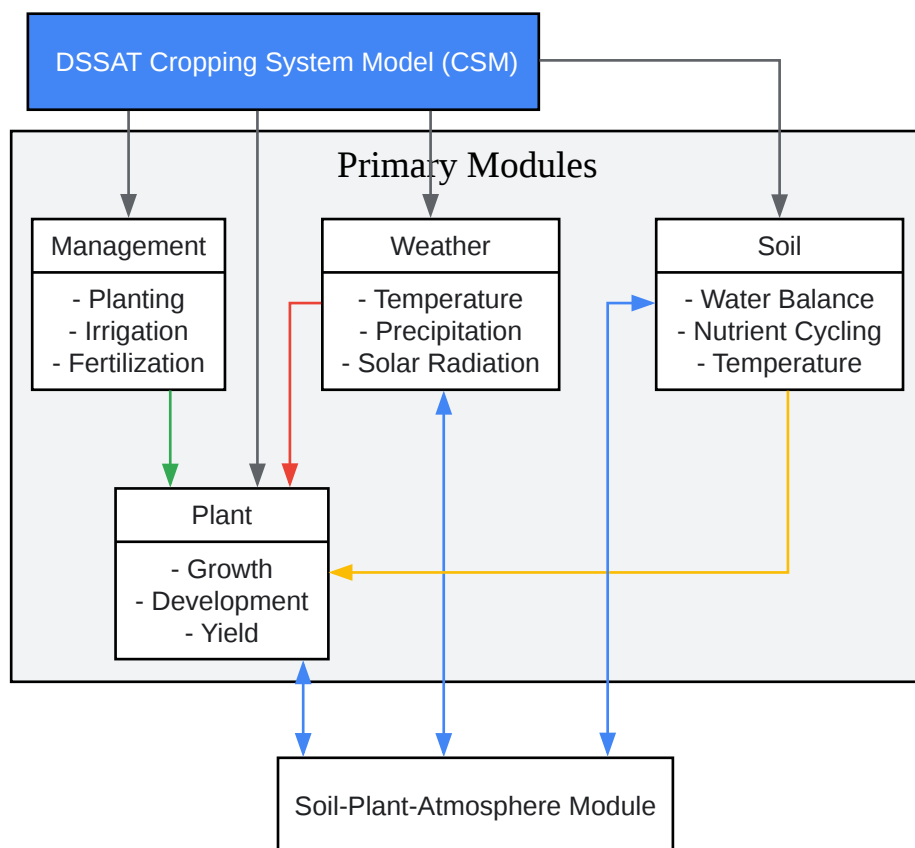 DSSAT Cropping System Model (CSM)
Primary Modules
Management
- Planting
- Irrigation
- Fertilization
Weather
- Temperature
- Precipitation
- Solar Radiation
Soil
- Water Balance
- Nutrient Cycling
- Temperature
Plant
- Growth
- Development
- Yield
Soil-Plant-Atmosphere Module